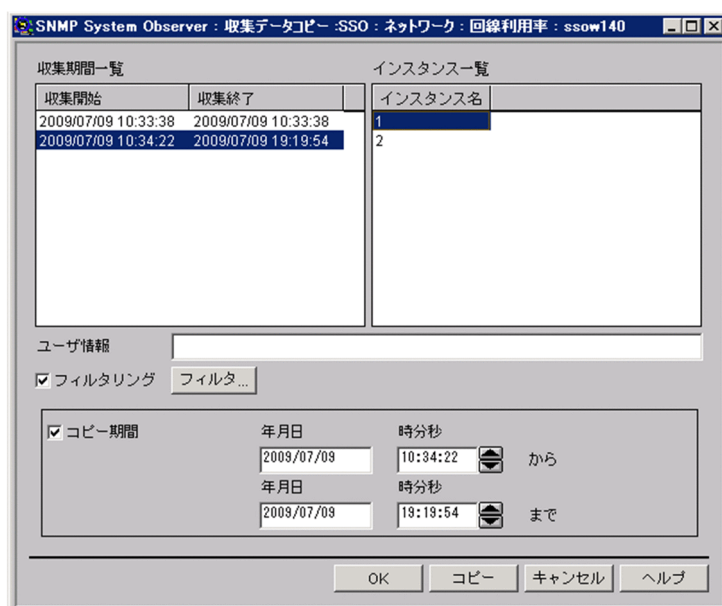 SNMP System Observer : 収集データコピー :SSO : ネットワーク : 回線利用率 : ssow140
収集期間一覧 インスタンス一覧
収集開始 収集終了 インスタンス名
2009/07/09 10:33:38 2009/07/09 10:33:38 1
2009/07/09 10:34:22 2009/07/09 19:19:54 2
ユーザ情報
フィルタリング フィルタ...
コピー期間 年月日 時分秒
2009/07/09 10:34:22 から
年月日 時分秒
2009/07/09 19:19:54 まで
OK コピー キャンセル ヘルプ